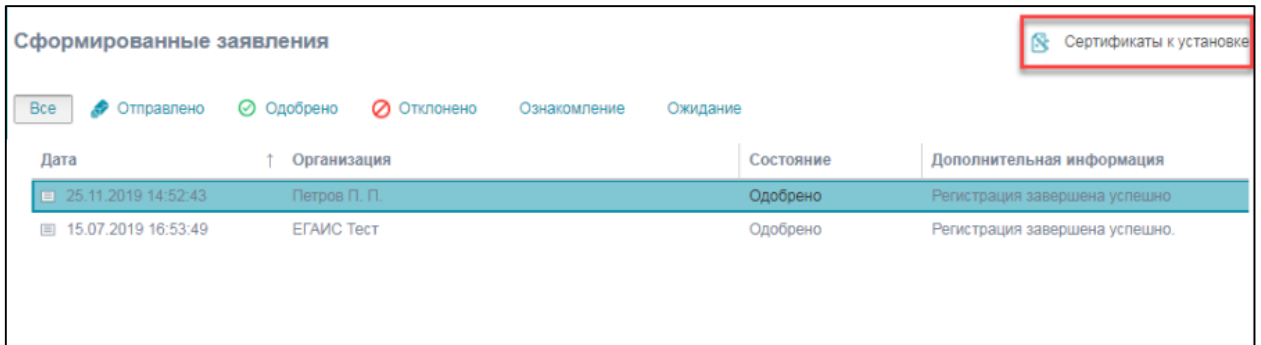 Сформированные заявления
Сертификаты к установке
Все Отправлено Одобрено Отклонено Ознакомление Ожидание
Дата ↑ Организация Состояние Дополнительная информация
25.11.2019 14:52:43 Петров П. П. Одобрено Регистрация завершена успешно
15.07.2019 16:53:49 ЕГАИС Тест Одобрено Регистрация завершена успешно.